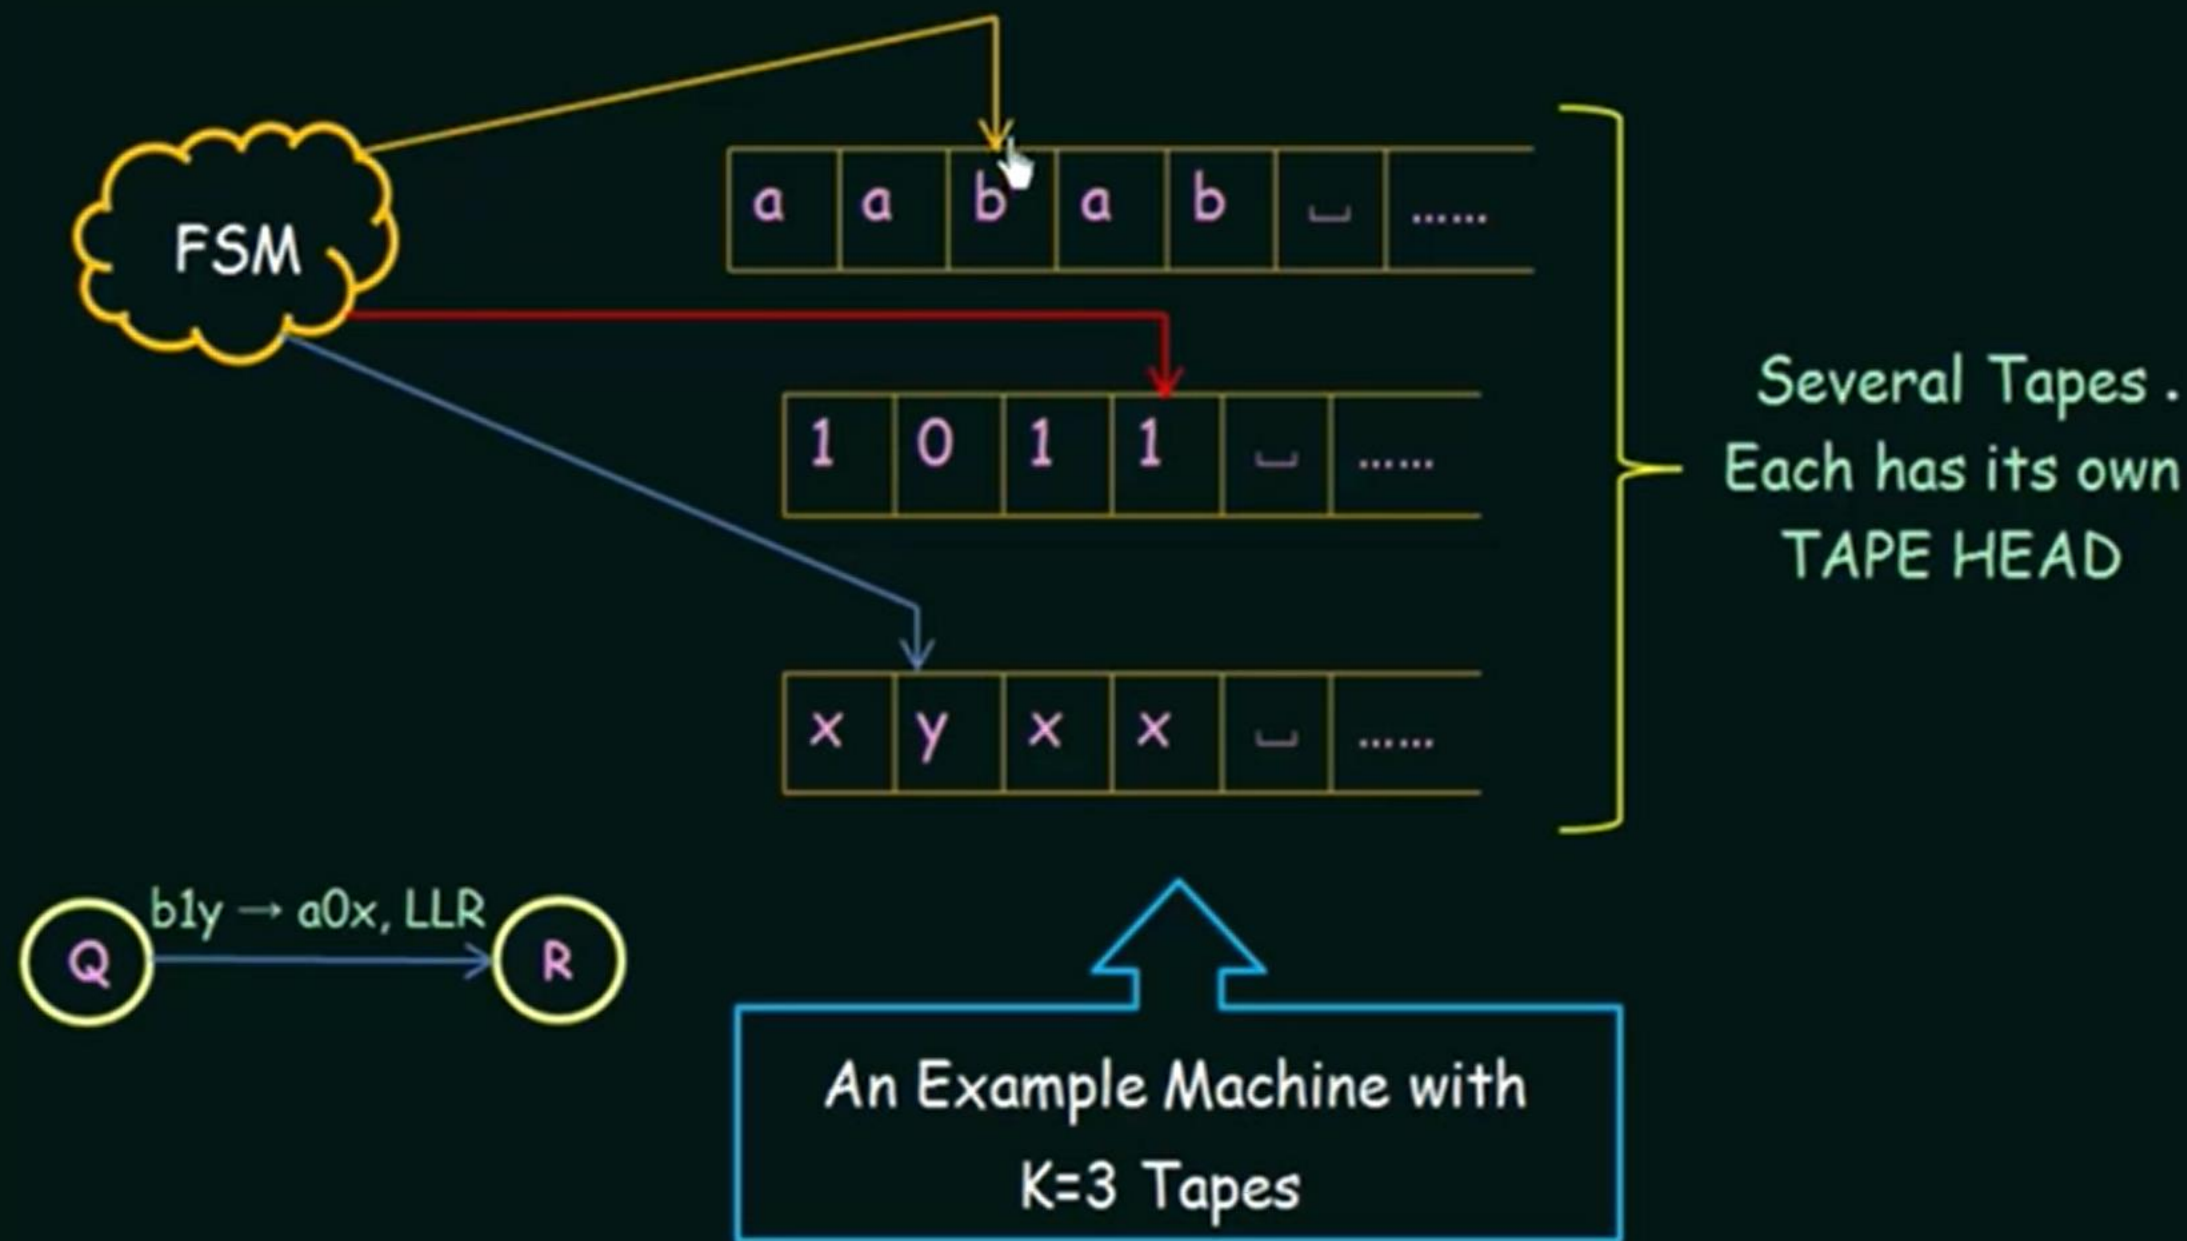 FSM
a a b a b ⎵ ......
1 0 1 1 ⎵ ......
x y x x ⎵ ......
Several Tapes.
Each has its own
TAPE HEAD
b1y → a0x, LLR
Q R
An Example Machine with
K=3 Tapes